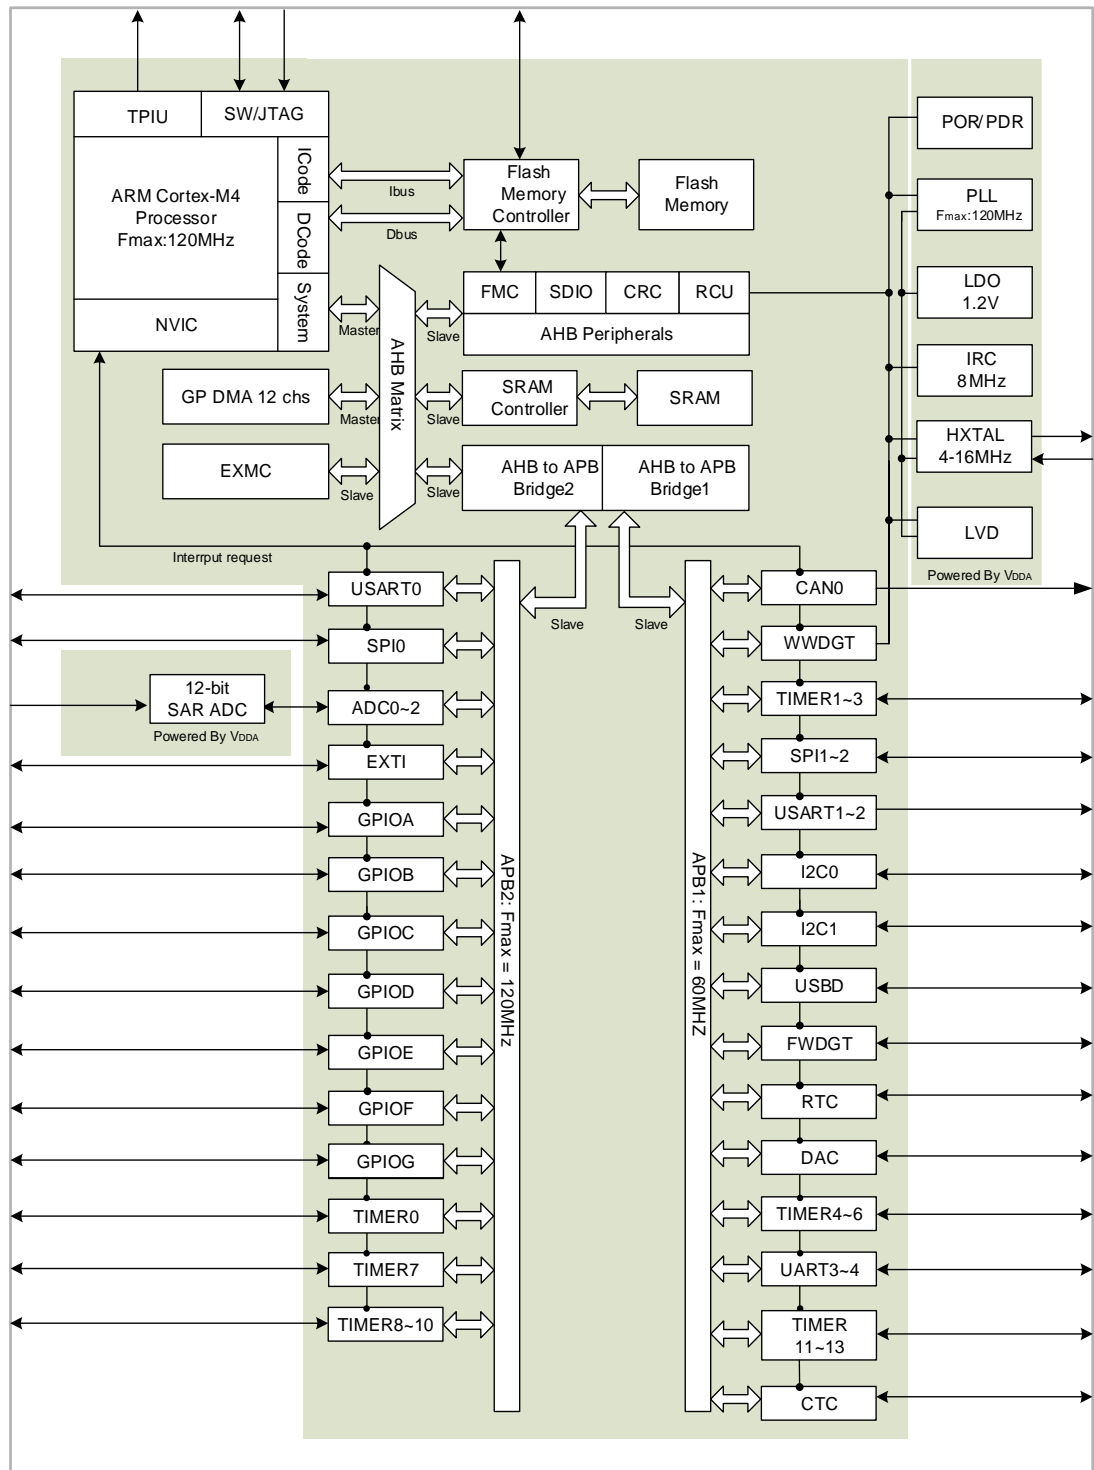 TPIU
SW/JTAG
ICode
DCode
System
ARM Cortex-M4
Processor
Fmax:120MHz
NVIC
Ibus
Dbus
Flash
Memory
Controller
Flash
Memory
FMC
SDIO
CRC
RCU
AHB Peripherals
Master
Slave
AHB Matrix
GP DMA 12 chs
Master
Slave
SRAM
Controller
SRAM
EXMC
Slave
Slave
AHB to APB
Bridge2
AHB to APB
Bridge1
POR/PDR
PLL
Fmax:120MHz
LDO
1.2V
IRC
8MHz
HXTAL
4-16MHz
LVD
Powered By VDDA
Interrput request
Slave
Slave
USART0
SPI0
12-bit
SAR ADC
Powered By VDDA
ADC0~2
EXTI
GPIOA
GPIOB
GPIOC
GPIOD
GPIOE
GPIOF
GPIOG
TIMER0
TIMER7
TIMER8~10
APB2: Fmax = 120MHz
APB1: Fmax = 60MHZ
CAN0
WWDGT
TIMER1~3
SPI1~2
USART1~2
I2C0
I2C1
USBD
FWDGT
RTC
DAC
TIMER4~6
UART3~4
TIMER
11~13
CTC